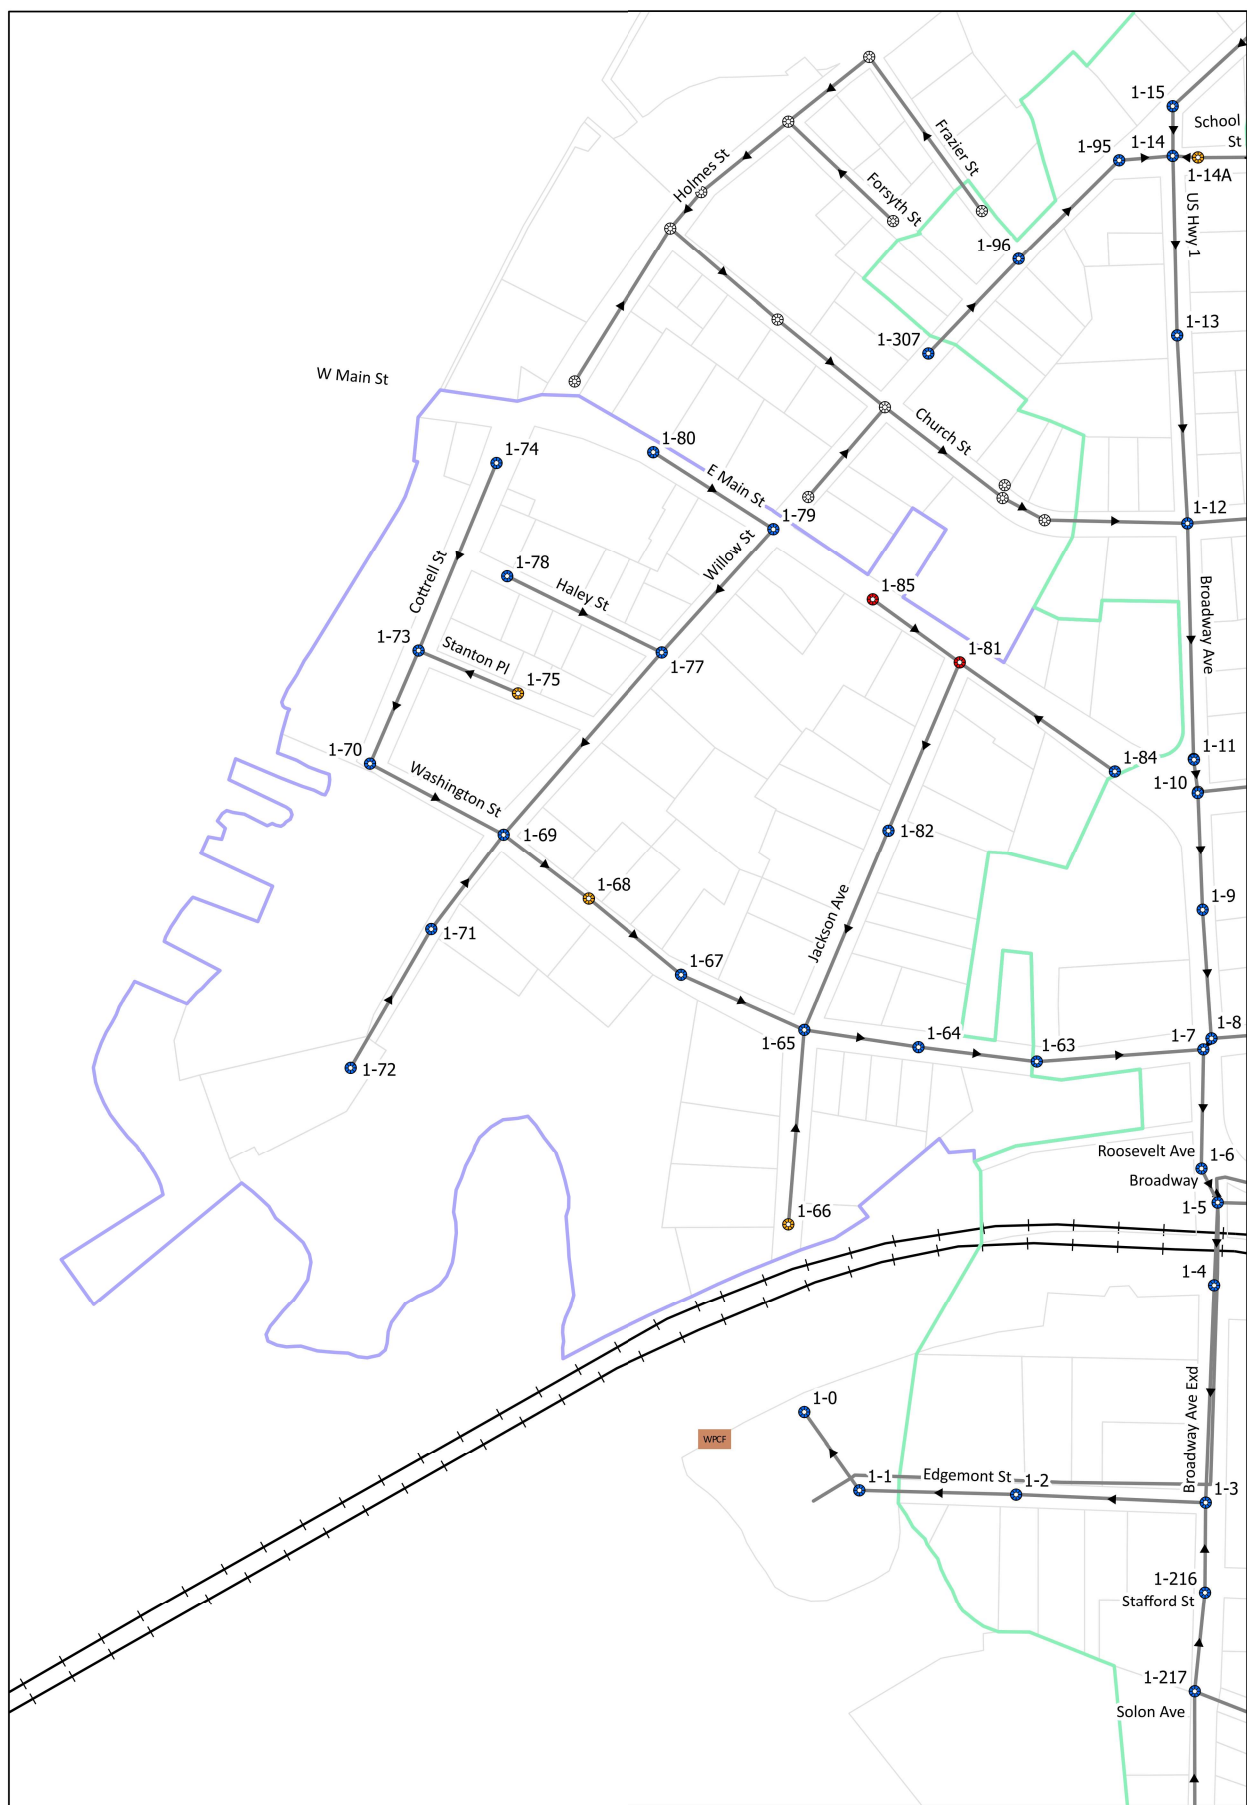 1-15
School
St
1-95
1-14
1-14A
Frazier St
Holmes St
Forsyth St
US Hwy 1
1-96
1-13
1-307
W Main St
Church St
1-80
1-74
E Main St
1-79
1-12
Willow St
1-78
Haley St
Cottrell St
1-85
Broadway Ave
1-73
Stanton Pl
1-75
1-77
1-81
1-70
Washington St
1-84
1-11
1-10
1-69
1-82
1-68
1-9
Jackson Ave
1-71
1-67
1-65
1-64
1-63
1-7
1-8
1-72
Roosevelt Ave
1-6
Broadway
1-5
1-66
1-4
Broadway Ave Exd
1-0
WPCF
1-1
Edgemont St
1-2
1-3
1-216
Stafford St
1-217
Solon Ave